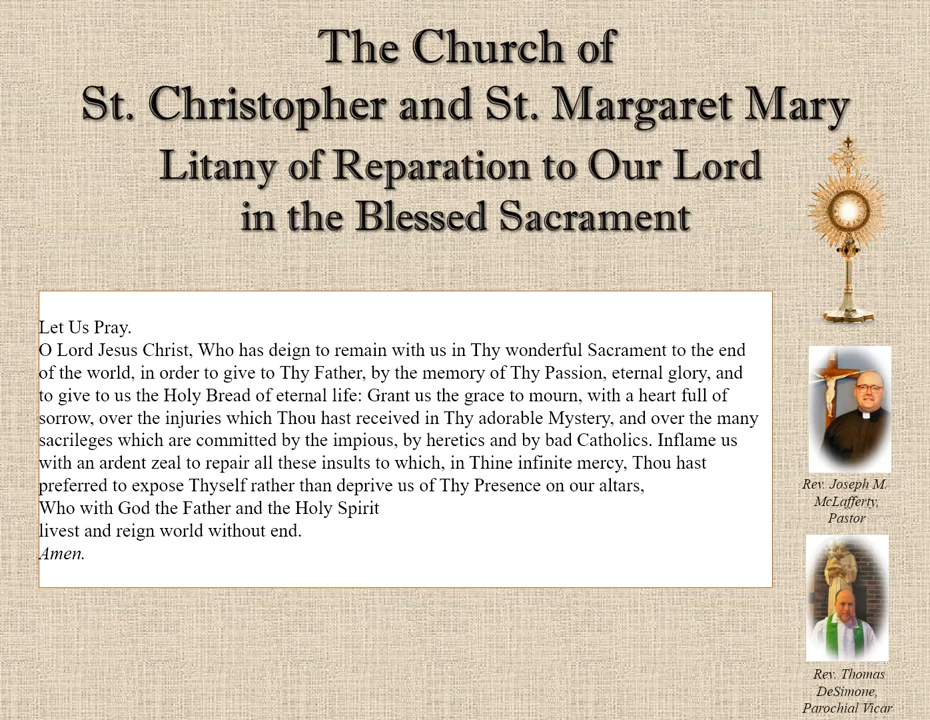 The Church of
St. Christopher and St. Margaret Mary
Litany of Reparation to Our Lord
in the Blessed Sacrament
Let Us Pray.
O Lord Jesus Christ, Who has deign to remain with us in Thy wonderful Sacrament to the end
of the world, in order to give to Thy Father, by the memory of Thy Passion, eternal glory, and
to give to us the Holy Bread of eternal life: Grant us the grace to mourn, with a heart full of
sorrow, over the injuries which Thou hast received in Thy adorable Mystery, and over the many
sacrileges which are committed by the impious, by heretics and by bad Catholics. Inflame us
with an ardent zeal to repair all these insults to which, in Thine infinite mercy, Thou hast
preferred to expose Thyself rather than deprive us of Thy Presence on our altars,
Who with God the Father and the Holy Spirit
livest and reign world without end.
Amen.
Rev. Joseph M.
McLafferty,
Pastor
Rev. Thomas
DeSimone,
Parochial Vicar